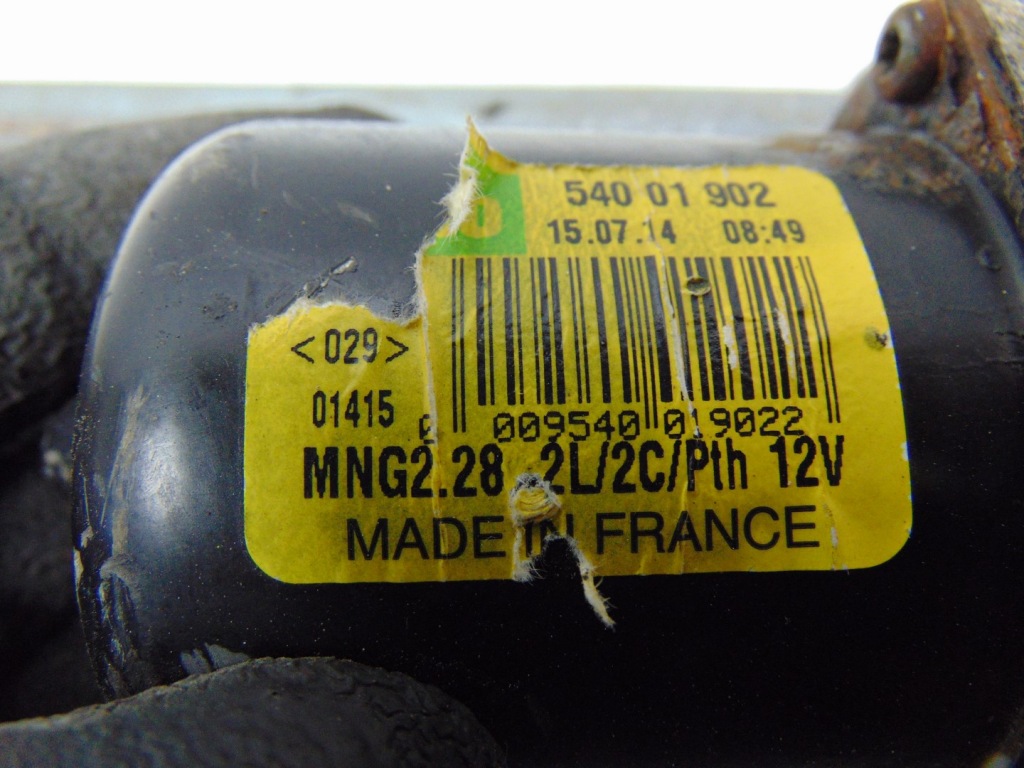 540 01 902
15.07.14 08:49
<029>
01415
0 009540 019022
MNG2.28 2L/2C/Pth 12V
MADE IN FRANCE